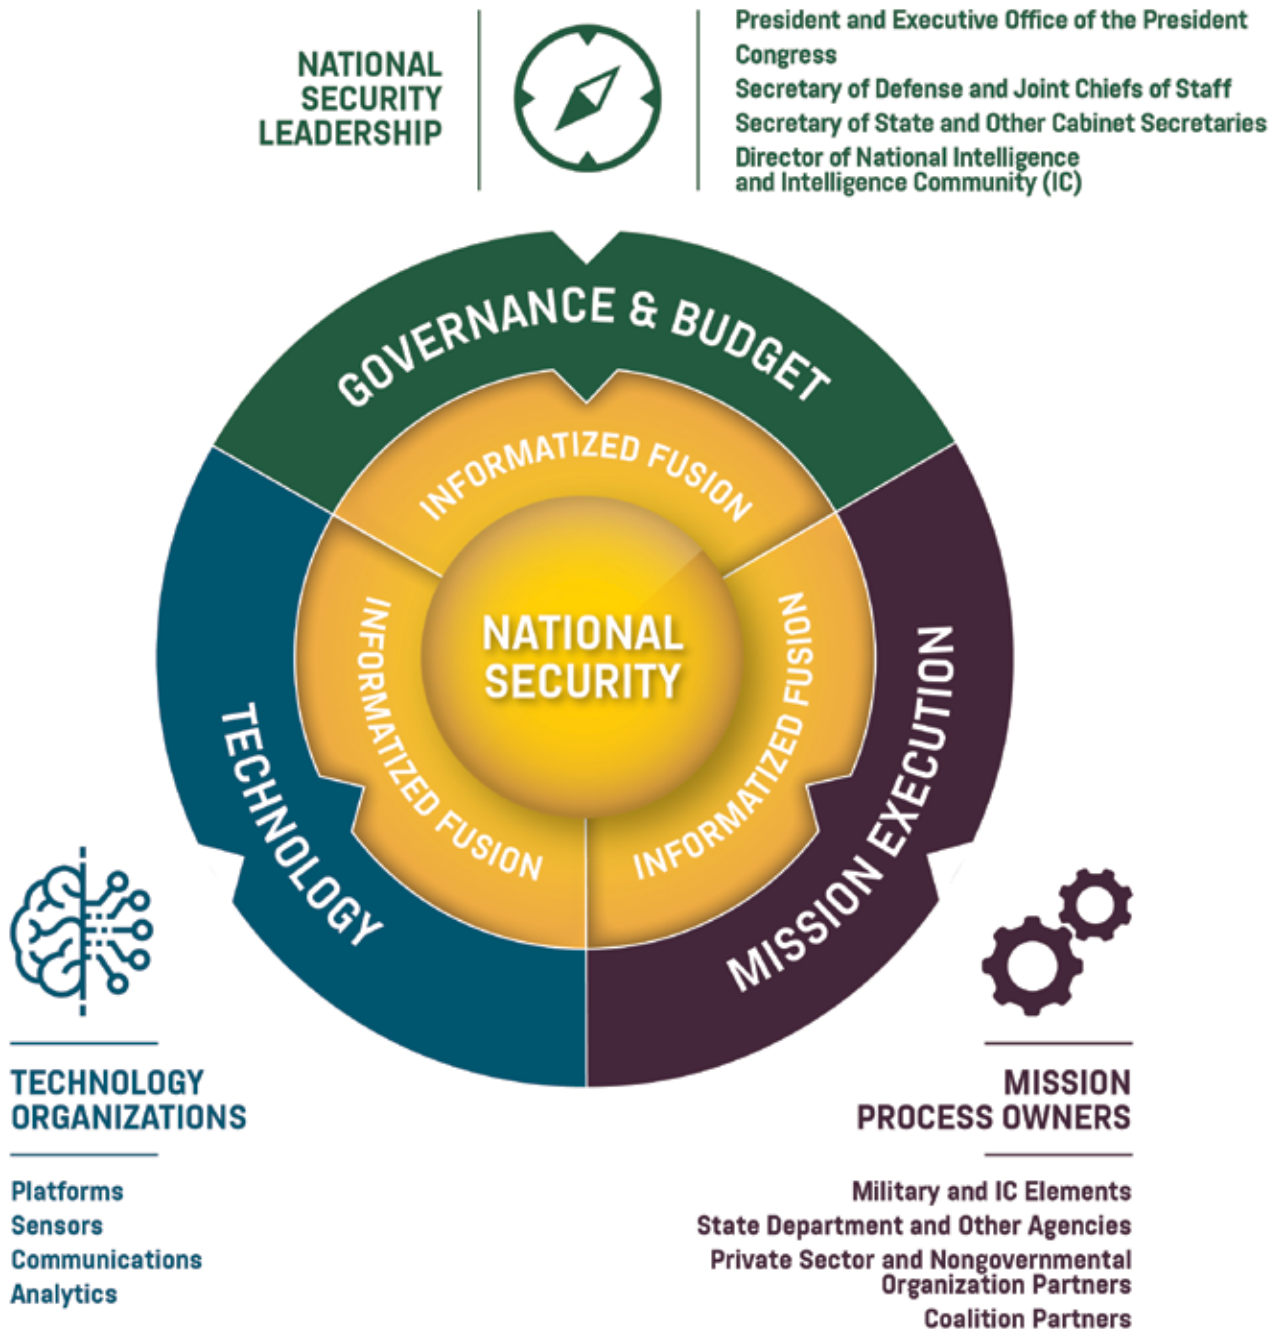 NATIONAL
SECURITY
LEADERSHIP
President and Executive Office of the President
Congress
Secretary of Defense and Joint Chiefs of Staff
Secretary of State and Other Cabinet Secretaries
Director of National Intelligence
and Intelligence Community (IC)
GOVERNANCE & BUDGET
INFORMATIZED FUSION
NATIONAL
SECURITY
INFORMATIZED FUSION
INFORMATIZED FUSION
TECHNOLOGY
MISSION EXECUTION
TECHNOLOGY
ORGANIZATIONS
Platforms
Sensors
Communications
Analytics
MISSION
PROCESS OWNERS
Military and IC Elements
State Department and Other Agencies
Private Sector and Nongovernmental
Organization Partners
Coalition Partners